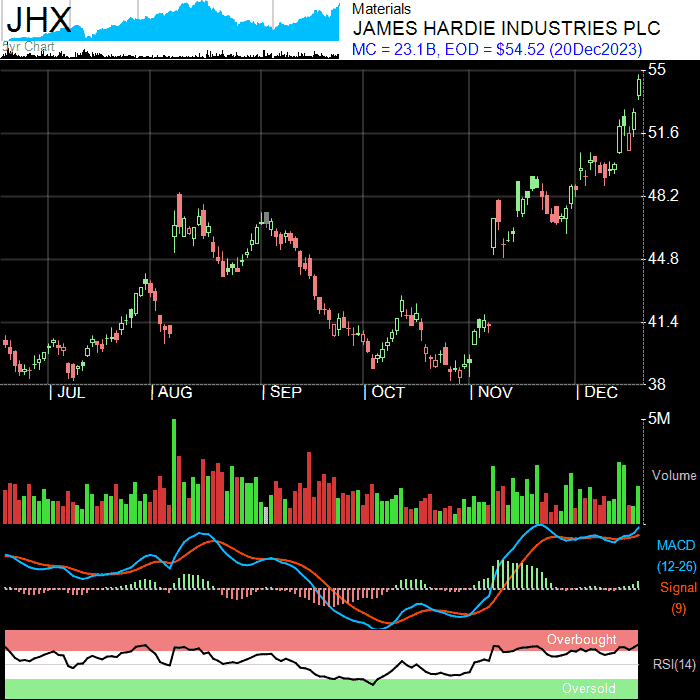 JHX
5yr Chart
Materials
JAMES HARDIE INDUSTRIES PLC
MC = 23.1B, EOD = $54.52 (20Dec2023)
55
51.6
48.2
44.8
41.4
38
| JUL | AUG | SEP | OCT | NOV | DEC
5M
Volume
MACD
(12-26)
Signal
(9)
Overbought
RSI(14)
Oversold